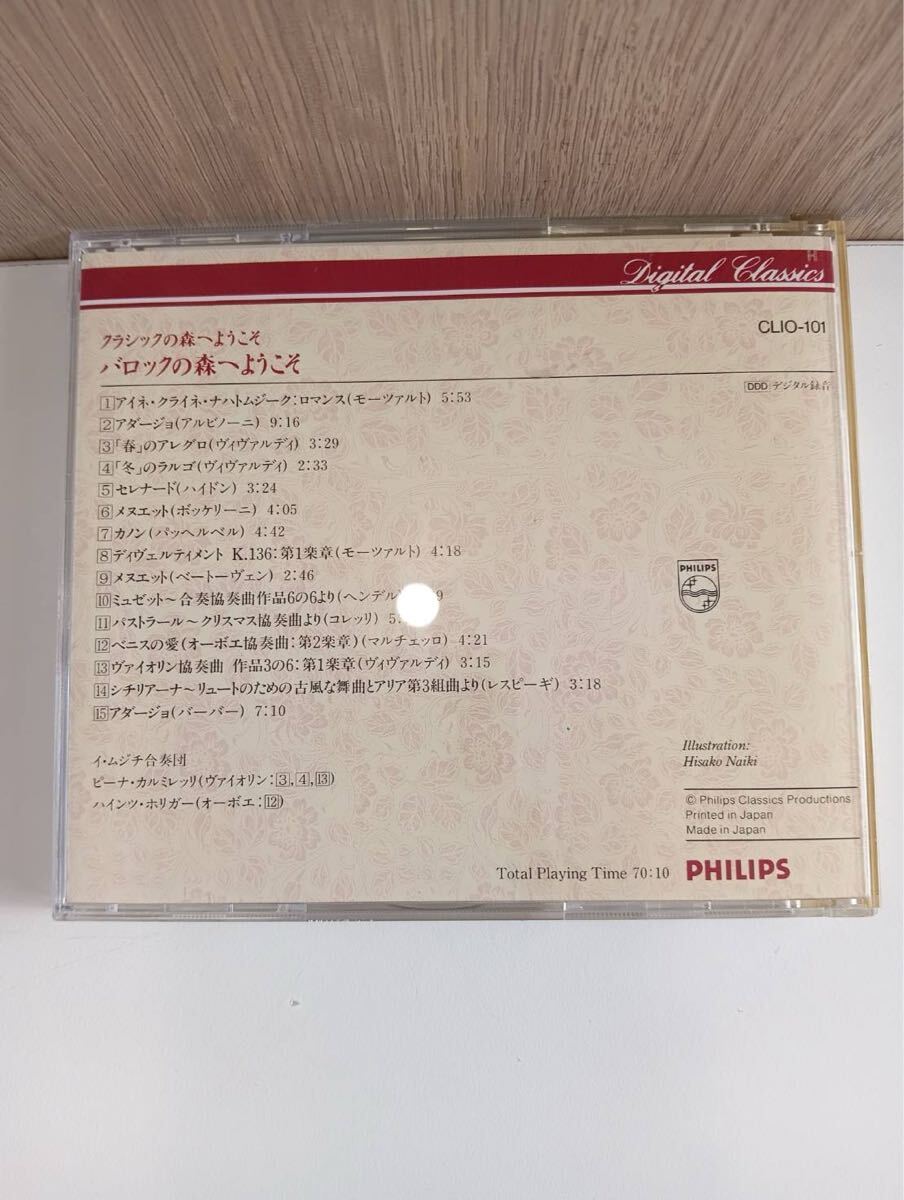 H
Digital Classics
CLIO-101
クラシックの森へようこそ
バロックの森へようこそ
DDD デジタル録音
1 アイネ・クライネ・ナハトムジーク:ロマンス(モーツァルト) 5:53
2 アダージョ(アルビノーニ) 9:16
3 「春」のアレグロ(ヴィヴァルディ) 3:29
4 「冬」のラルゴ(ヴィヴァルディ) 2:33
5 セレナード(ハイドン) 3:24
6 メヌエット(ボッケリーニ) 4:05
7 カノン(パッヘルベル) 4:42
8 ディヴェルティメント K.136:第1楽章(モーツァルト) 4:18
9 メヌエット(ベートーヴェン) 2:46
10 ミュゼット〜合奏協奏曲作品6の6より(ヘンデル) 9
11 パストラール〜クリスマス協奏曲より(コレッリ) 5
12 ベニスの愛(オーボエ協奏曲:第2楽章)(マルチェッロ) 4:21
13 ヴァイオリン協奏曲 作品3の6:第1楽章(ヴィヴァルディ) 3:15
14 シチリアーナ〜リュートのための古風な舞曲とアリア第3組曲より(レスピーギ) 3:18
15 アダージョ(バーバー) 7:10
PHILIPS
イ・ムジチ合奏団
ピーナ・カルミレッリ(ヴァイオリン:3,4,13)
ハインツ・ホリガー(オーボエ:12)
Illustration:
Hisako Naiki
© Philips Classics Productions
Printed in Japan
Made in Japan
Total Playing Time 70:10 PHILIPS